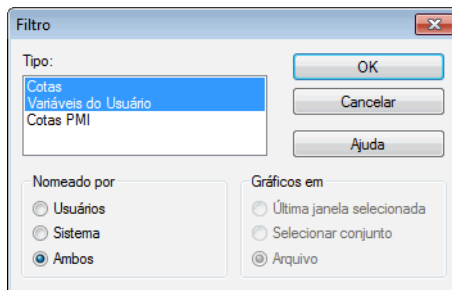 Filtro
Tipo:
Cotas
Variáveis do Usuário
Cotas PMI
OK
Cancelar
Ajuda
Nomeado por
Usuários
Sistema
Ambos
Gráficos em
Última janela selecionada
Selecionar conjunto
Arquivo